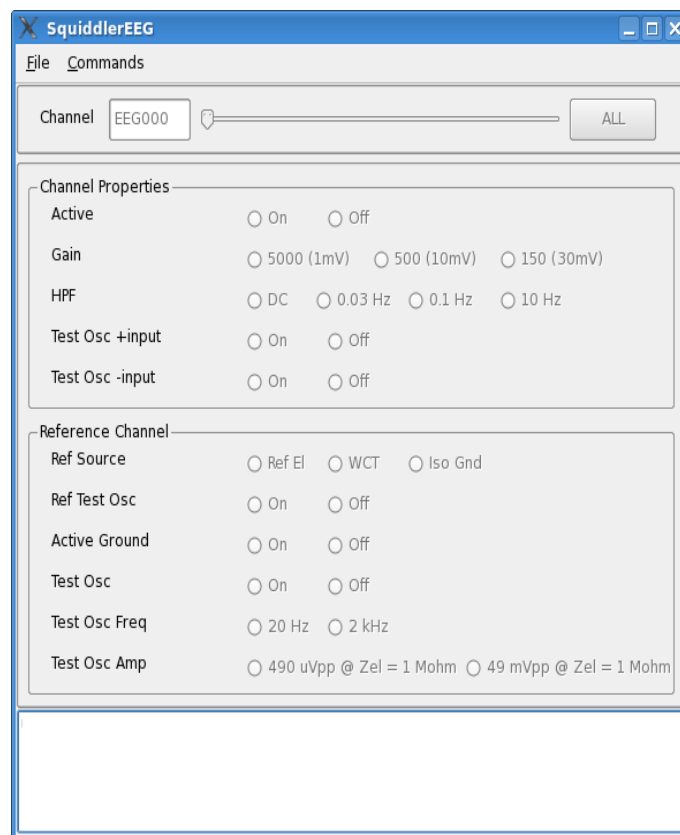 SquiddlerEEG
File Commands
Channel EEG000 ALL
Channel Properties
Active On Off
Gain 5000 (1mV) 500 (10mV) 150 (30mV)
HPF DC 0.03 Hz 0.1 Hz 10 Hz
Test Osc +input On Off
Test Osc -input On Off
Reference Channel
Ref Source Ref El WCT Iso Gnd
Ref Test Osc On Off
Active Ground On Off
Test Osc On Off
Test Osc Freq 20 Hz 2 kHz
Test Osc Amp 490 uVpp @ Zel = 1 Mohm 49 mVpp @ Zel = 1 Mohm